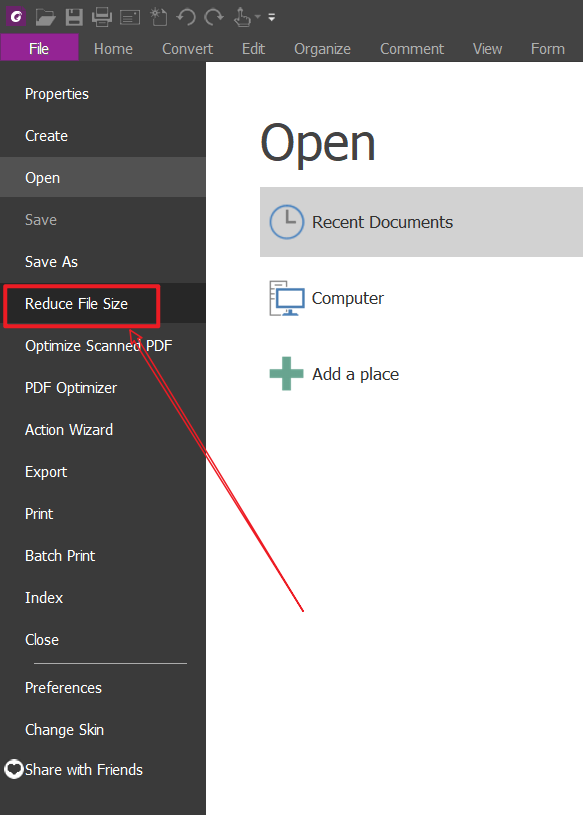 File Home Convert Edit Organize Comment View Form
Properties
Create
Open
Save
Save As
Reduce File Size
Optimize Scanned PDF
PDF Optimizer
Action Wizard
Export
Print
Batch Print
Index
Close
Preferences
Change Skin
Share with Friends
Open
Recent Documents
Computer
Add a place